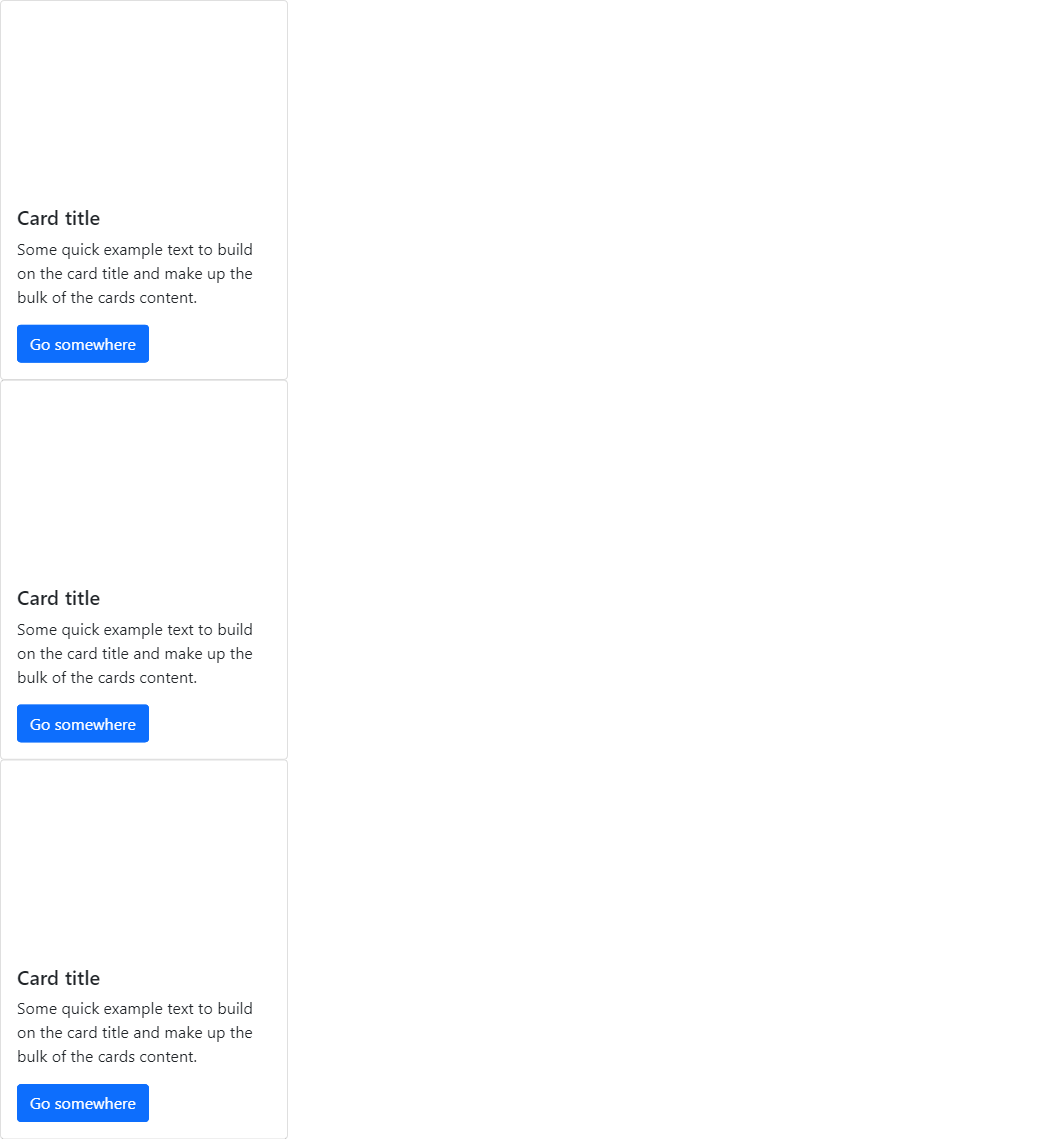 Card title
Some quick example text to build
on the card title and make up the
bulk of the cards content.
Go somewhere
Card title
Some quick example text to build
on the card title and make up the
bulk of the cards content.
Go somewhere
Card title
Some quick example text to build
on the card title and make up the
bulk of the cards content.
Go somewhere